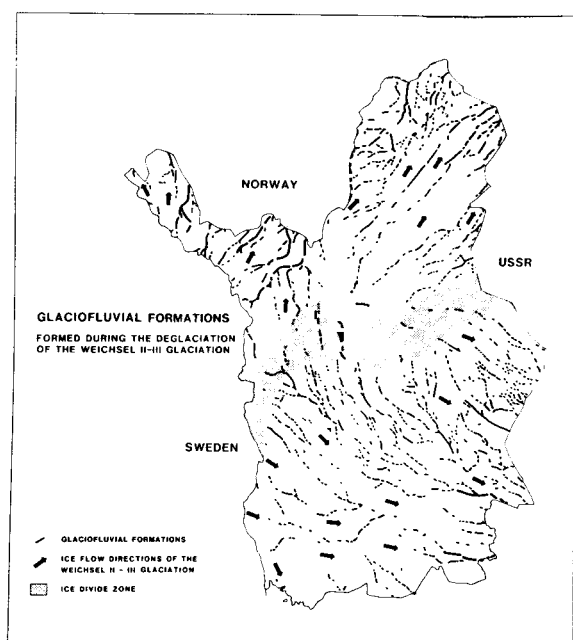 NORWAY
USSR
GLACIOFLUVIAL FORMATIONS
FORMED DURING THE DEGLACIATION
OF THE WEICHSEL II-III GLACIATION
SWEDEN
GLACIOFLUVIAL FORMATIONS
ICE FLOW DIRECTIONS OF THE
WEICHSEL II - III GLACIATION
ICE DIVIDE ZONE